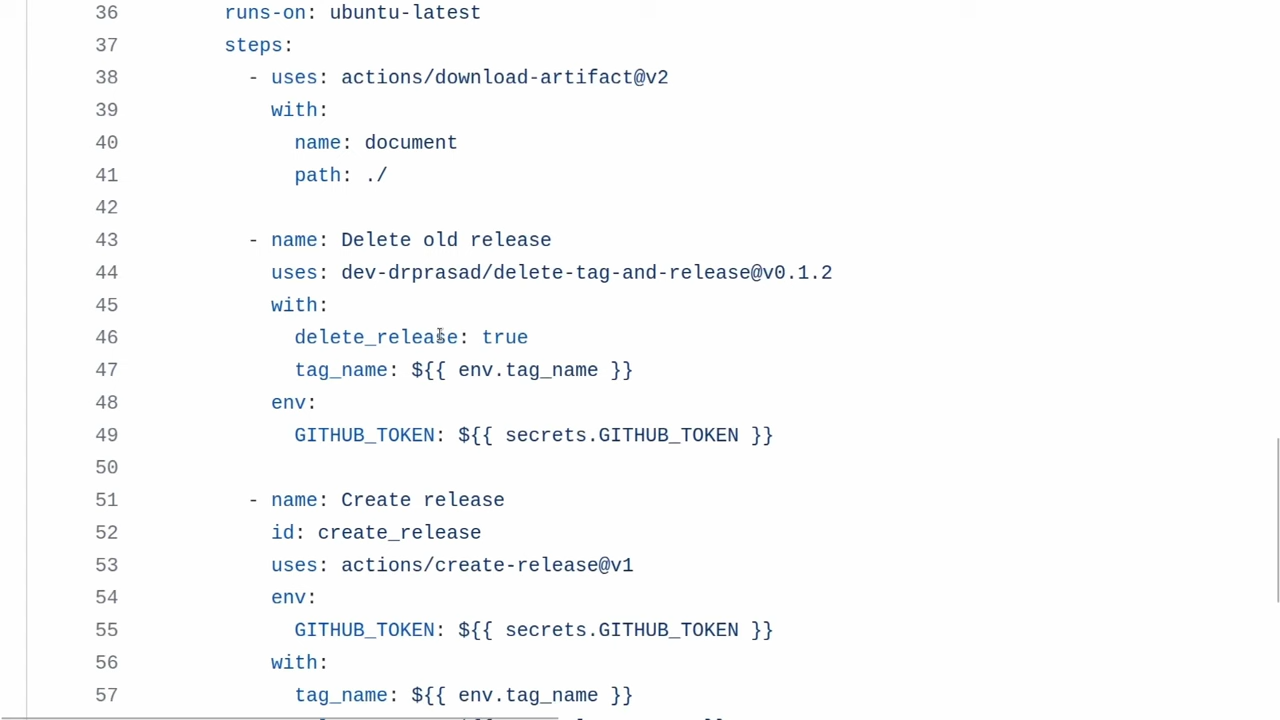 36 runs-on: ubuntu-latest
37 steps:
38 - uses: actions/download-artifact@v2
39 with:
40 name: document
41 path: ./
42
43 - name: Delete old release
44 uses: dev-drprasad/delete-tag-and-release@v0.1.2
45 with:
46 delete_release: true
47 tag_name: ${{ env.tag_name }}
48 env:
49 GITHUB_TOKEN: ${{ secrets.GITHUB_TOKEN }}
50
51 - name: Create release
52 id: create_release
53 uses: actions/create-release@v1
54 env:
55 GITHUB_TOKEN: ${{ secrets.GITHUB_TOKEN }}
56 with:
57 tag_name: ${{ env.tag_name }}